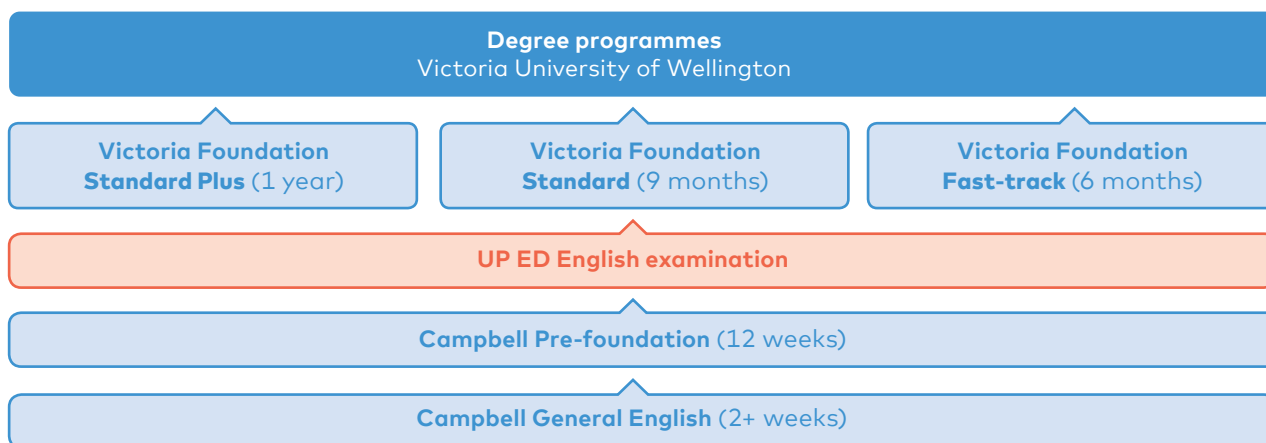 Degree programmes
Victoria University of Wellington
Victoria Foundation
Standard Plus (1 year)
Victoria Foundation
Standard (9 months)
Victoria Foundation
Fast-track (6 months)
UP ED English examination
Campbell Pre-foundation (12 weeks)
Campbell General English (2+ weeks)